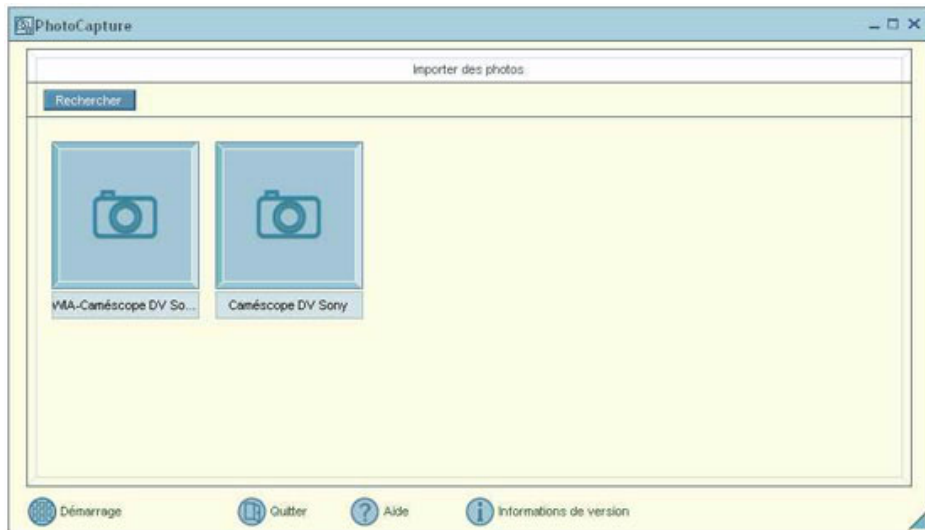 PhotoCapture
Importer des photos
Rechercher
WIA-Caméscope DV So...
Caméscope DV Sony
Démarrage
Quitter
Aide
Informations de version